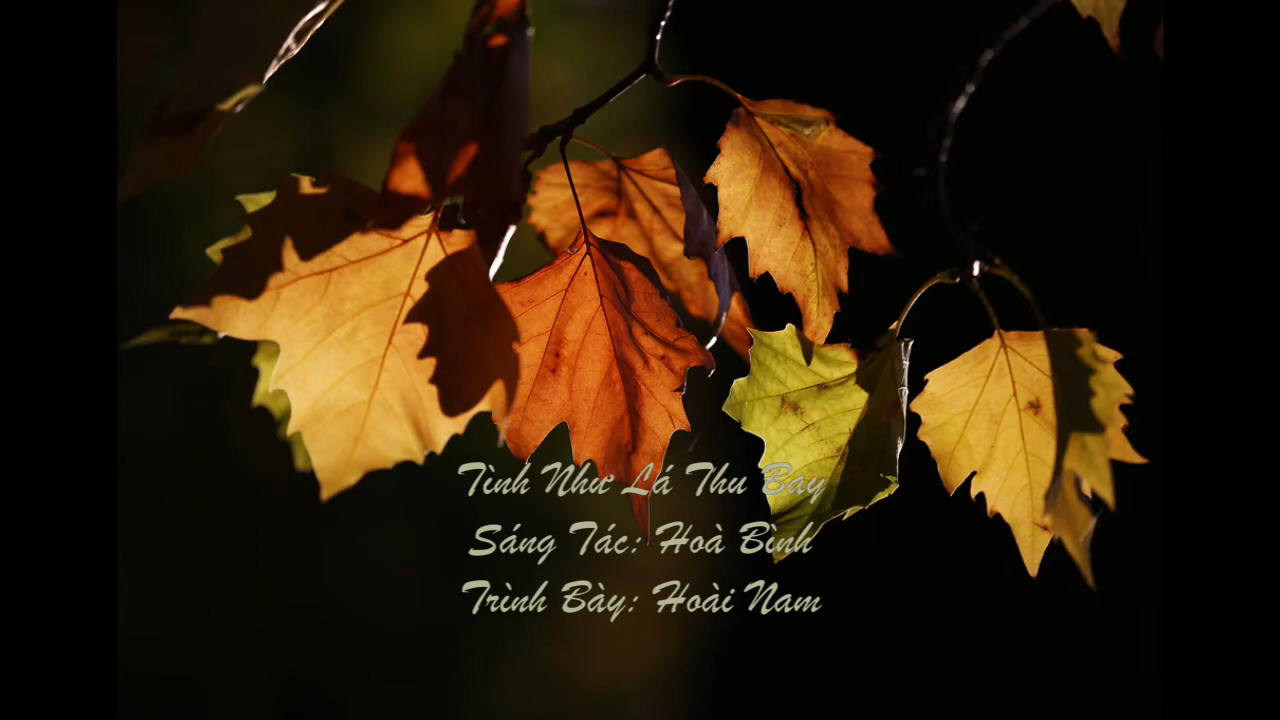 Tình Như Lá Thu Bay
Sáng Tác: Hoà Bình
Trình Bày: Hoài Nam